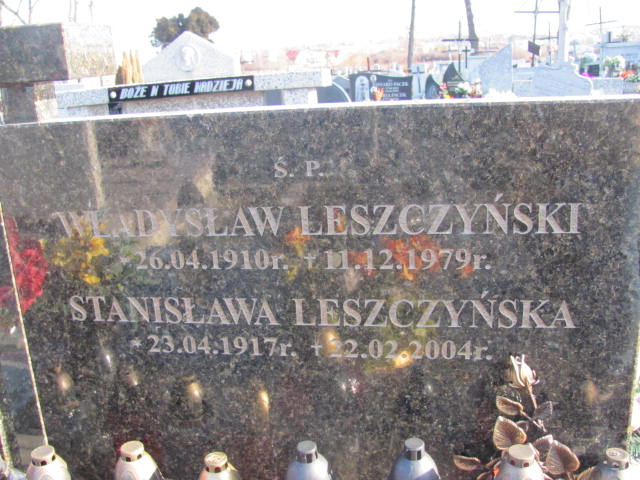 BOŻE W TOBIE NADZIEJA
Ś. P.
WŁADYSŁAW LESZCZYŃSKI
*26.04.1910r. +11.12.1979r.
STANISŁAWA LESZCZYŃSKA
*23.04.1917r. +22.02.2004r.